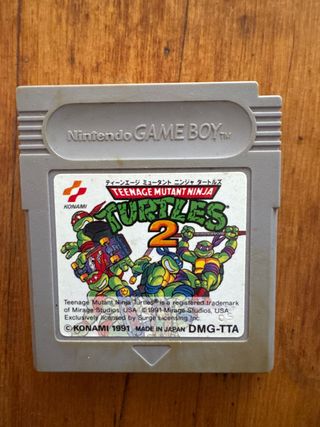 Nintendo GAME BOY™
ティーンエージ ミュータント ニンジャ タートルズ
TEENAGE MUTANT NINJA
TURTLES
2
KONAMI
Teenage Mutant Ninja Turtles® is a registered trademark
of Mirage Studios, USA. ©1991 Mirage Studios, USA.
Exclusively licensed by Surge Licensing Inc.
©KONAMI 1991 MADE IN JAPAN DMG-TTA